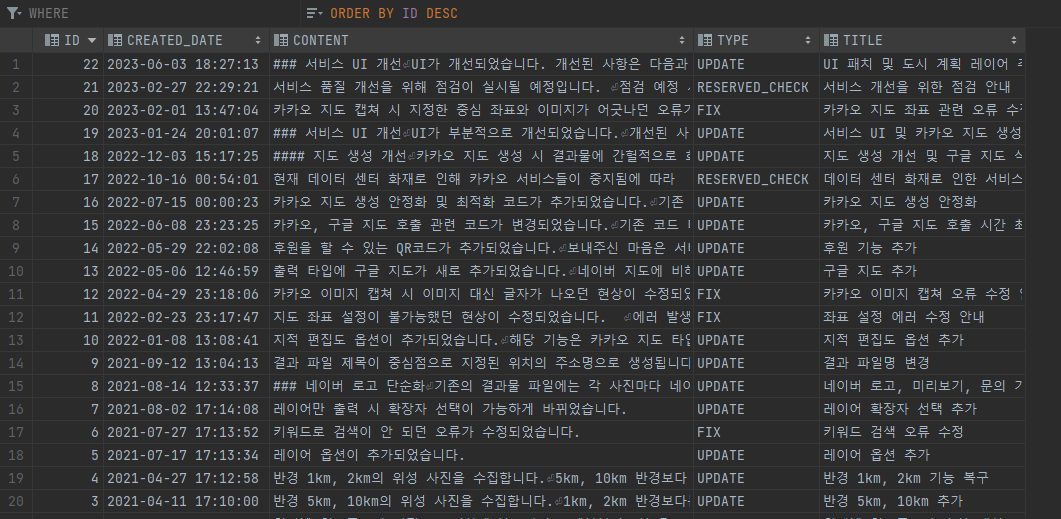 WHERE ORDER BY ID DESC
ID CREATED_DATE CONTENT TYPE TITLE
1 22 2023-06-03 18:27:13 ### 서비스 UI 개선⏎UI가 개선되었습니다. 개선된 사항은 다음과 UPDATE UI 패치 및 도시 계획 레이어
2 21 2023-02-27 22:29:21 서비스 품질 개선을 위해 점검이 실시될 예정입니다. ⏎점검 예정 RESERVED_CHECK 서비스 개선을 위한 점검 안내
3 20 2023-02-01 13:47:04 카카오 지도 캡쳐 시 지정한 중심 좌표와 이미지가 어긋나던 오류가 FIX 카카오 지도 좌표 관련 오류 수정
4 19 2023-01-24 20:01:07 ### 서비스 UI 개선⏎UI가 부분적으로 개선되었습니다.⏎개선된 사 UPDATE 서비스 UI 및 카카오 지도 생성
5 18 2022-12-03 15:17:25 #### 지도 생성 개선⏎카카오 지도 생성 시 결과물에 간헐적으로 UPDATE 지도 생성 개선 및 구글 지도
6 17 2022-10-16 00:54:01 현재 데이터 센터 화재로 인해 카카오 서비스들이 중지됨에 따라 RESERVED_CHECK 데이터 센터 화재로 인한 서비스
7 16 2022-07-15 00:00:23 카카오 지도 생성 안정화 및 최적화 코드가 추가되었습니다.⏎기존 UPDATE 카카오 지도 생성 안정화
8 15 2022-06-08 23:23:25 카카오, 구글 지도 호출 관련 코드가 변경되었습니다.⏎기존 코드 UPDATE 카카오, 구글 지도 호출 시간
9 14 2022-05-29 22:02:08 후원을 할 수 있는 QR코드가 추가되었습니다.⏎보내주신 마음은 서버 UPDATE 후원 기능 추가
10 13 2022-05-06 12:46:59 출력 타입에 구글 지도가 새로 추가되었습니다.⏎네이버 지도에 비해 UPDATE 구글 지도 추가
11 12 2022-04-29 23:18:06 카카오 이미지 캡쳐 시 이미지 대신 글자가 나오던 현상이 수정되었 FIX 카카오 이미지 캡쳐 오류 수정
12 11 2022-02-23 23:17:47 지도 좌표 설정이 불가능했던 현상이 수정되었습니다. ⏎에러 발생 FIX 좌표 설정 에러 수정 안내
13 10 2022-01-08 13:08:41 지적 편집도 옵션이 추가되었습니다.⏎해당 기능은 카카오 지도 타입 UPDATE 지적 편집도 옵션 추가
14 9 2021-09-12 13:04:13 결과 파일 제목이 중심점으로 지정된 위치의 주소명으로 생성됩니다 UPDATE 결과 파일명 변경
15 8 2021-08-14 12:33:37 ### 네이버 로고 단순화⏎기존의 결과물 파일에는 각 사진마다 네이 UPDATE 네이버 로고, 미리보기, 문의
16 7 2021-08-02 17:14:08 레이어만 출력 시 확장자 선택이 가능하게 바뀌었습니다. UPDATE 레이어 확장자 선택 추가
17 6 2021-07-27 17:13:52 키워드로 검색이 안 되던 오류가 수정되었습니다. FIX 키워드 검색 오류 수정
18 5 2021-07-17 17:13:34 레이어 옵션이 추가되었습니다. UPDATE 레이어 옵션 추가
19 4 2021-04-27 17:12:58 반경 1km, 2km의 위성 사진을 수집합니다.⏎5km, 10km 반경보다 UPDATE 반경 1km, 2km 기능 복구
20 3 2021-04-11 17:10:00 반경 5km, 10km의 위성 사진을 수집합니다.⏎1km, 2km 반경보다 UPDATE 반경 5km, 10km 추가